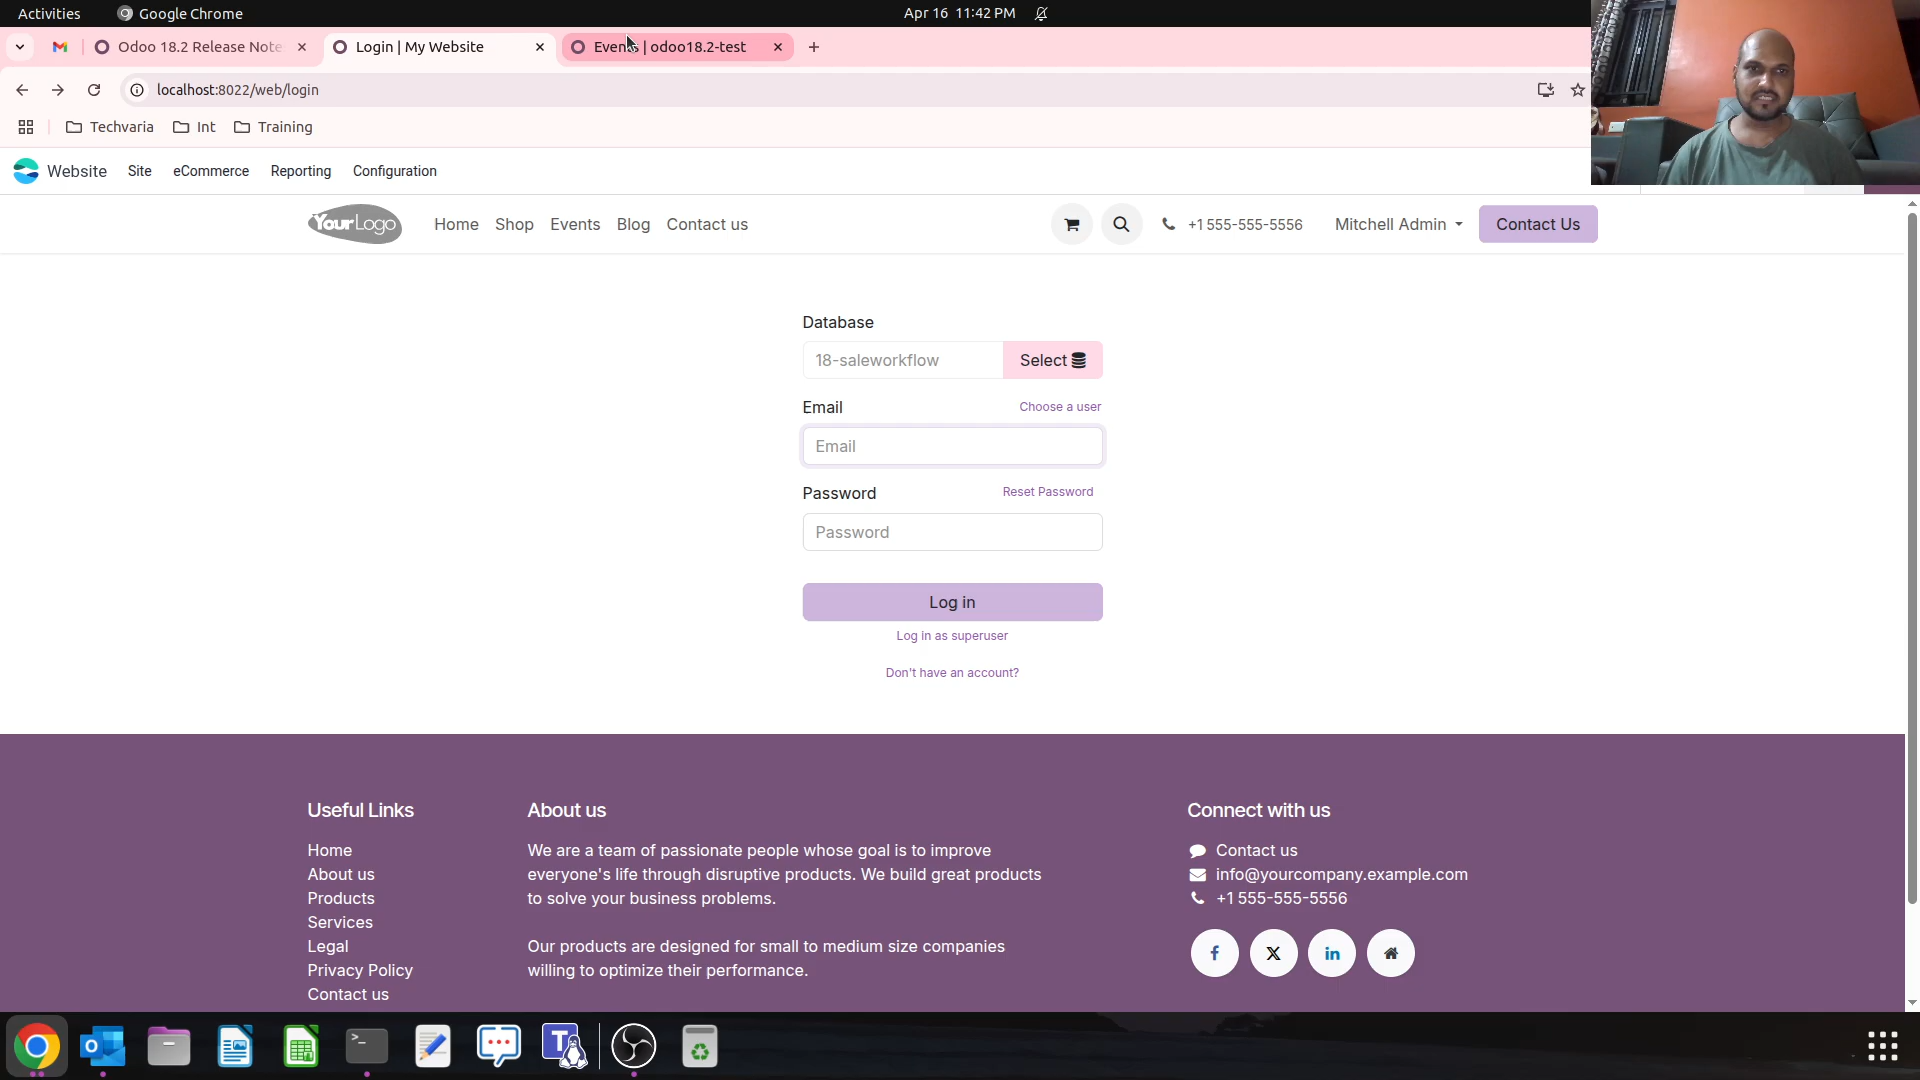 Activities
Google Chrome
Apr 16 11:42 PM
Odoo 18.2 Release Note
Login | My Website
Events | odoo18.2-test
localhost:8022/web/login
Techvaria
Int
Training
Website
Site
eCommerce
Reporting
Configuration
YourLogo
Home
Shop
Events
Blog
Contact us
+1 555-555-5556
Mitchell Admin
Contact Us
Database
18-saleworkflow
Select
Email
Choose a user
Email
Password
Reset Password
Password
Log in
Log in as superuser
Don't have an account?
Useful Links
Home
About us
Products
Services
Legal
Privacy Policy
Contact us
About us
We are a team of passionate people whose goal is to improve
everyone's life through disruptive products. We build great products
to solve your business problems.
Our products are designed for small to medium size companies
willing to optimize their performance.
Connect with us
Contact us
info@yourcompany.example.com
+1 555-555-5556